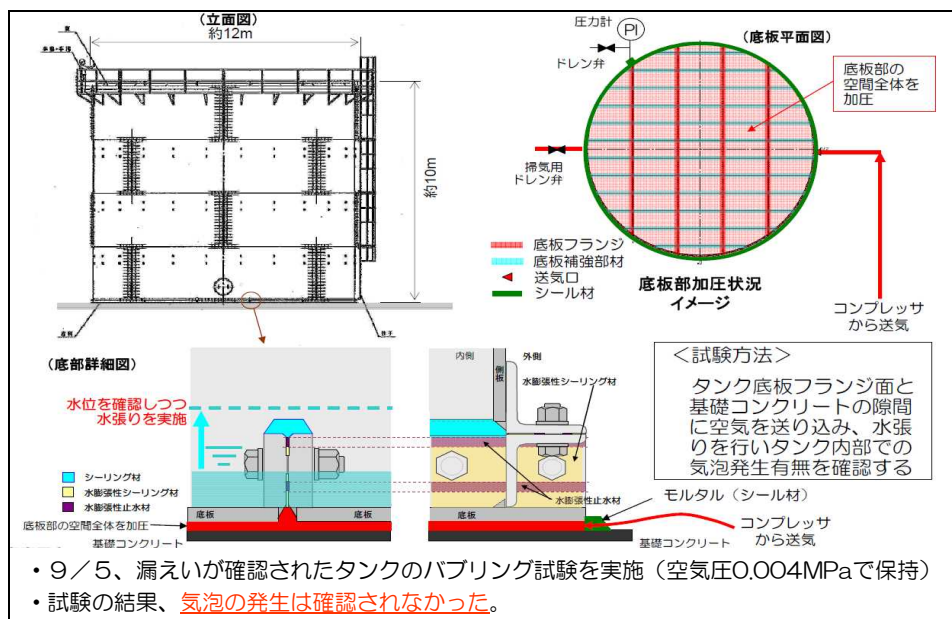 (立面図)
約12m
約10m
圧力計
PI
ドレン弁
(底板平面図)
底板部の
空間全体を
加圧
掃気用
ドレン弁
底板フランジ
底板補強部材
送気口
シール材
底板部加圧状況
イメージ
コンプレッサ
から送気
(底部詳細図)
水位を確認しつつ
水張りを実施
シーリング材
水膨張性シーリング材
水膨張性止水材
底板部の空間全体を加圧
底板
底板
基礎コンクリート
内側
外側
側板
水膨張性シーリング材
水膨張性止水材
底板
モルタル（シール材）
基礎コンクリート
コンプレッサ
から送気
＜試験方法＞
タンク底板フランジ面と
基礎コンクリートの隙間
に空気を送り込み、水張
りを行いタンク内部での
気泡発生有無を確認する
・９／５、漏えいが確認されたタンクのバブリング試験を実施（空気圧0.004MPaで保持）
・試験の結果、気泡の発生は確認されなかった。